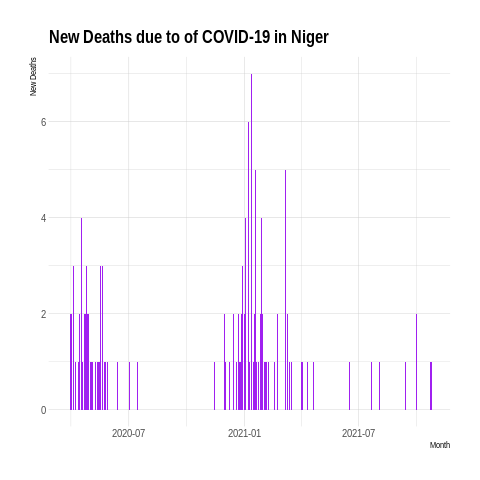 New Deaths due to of COVID-19 in Niger
New Deaths
6
4
2
0
2020-07 2021-01 2021-07
Month